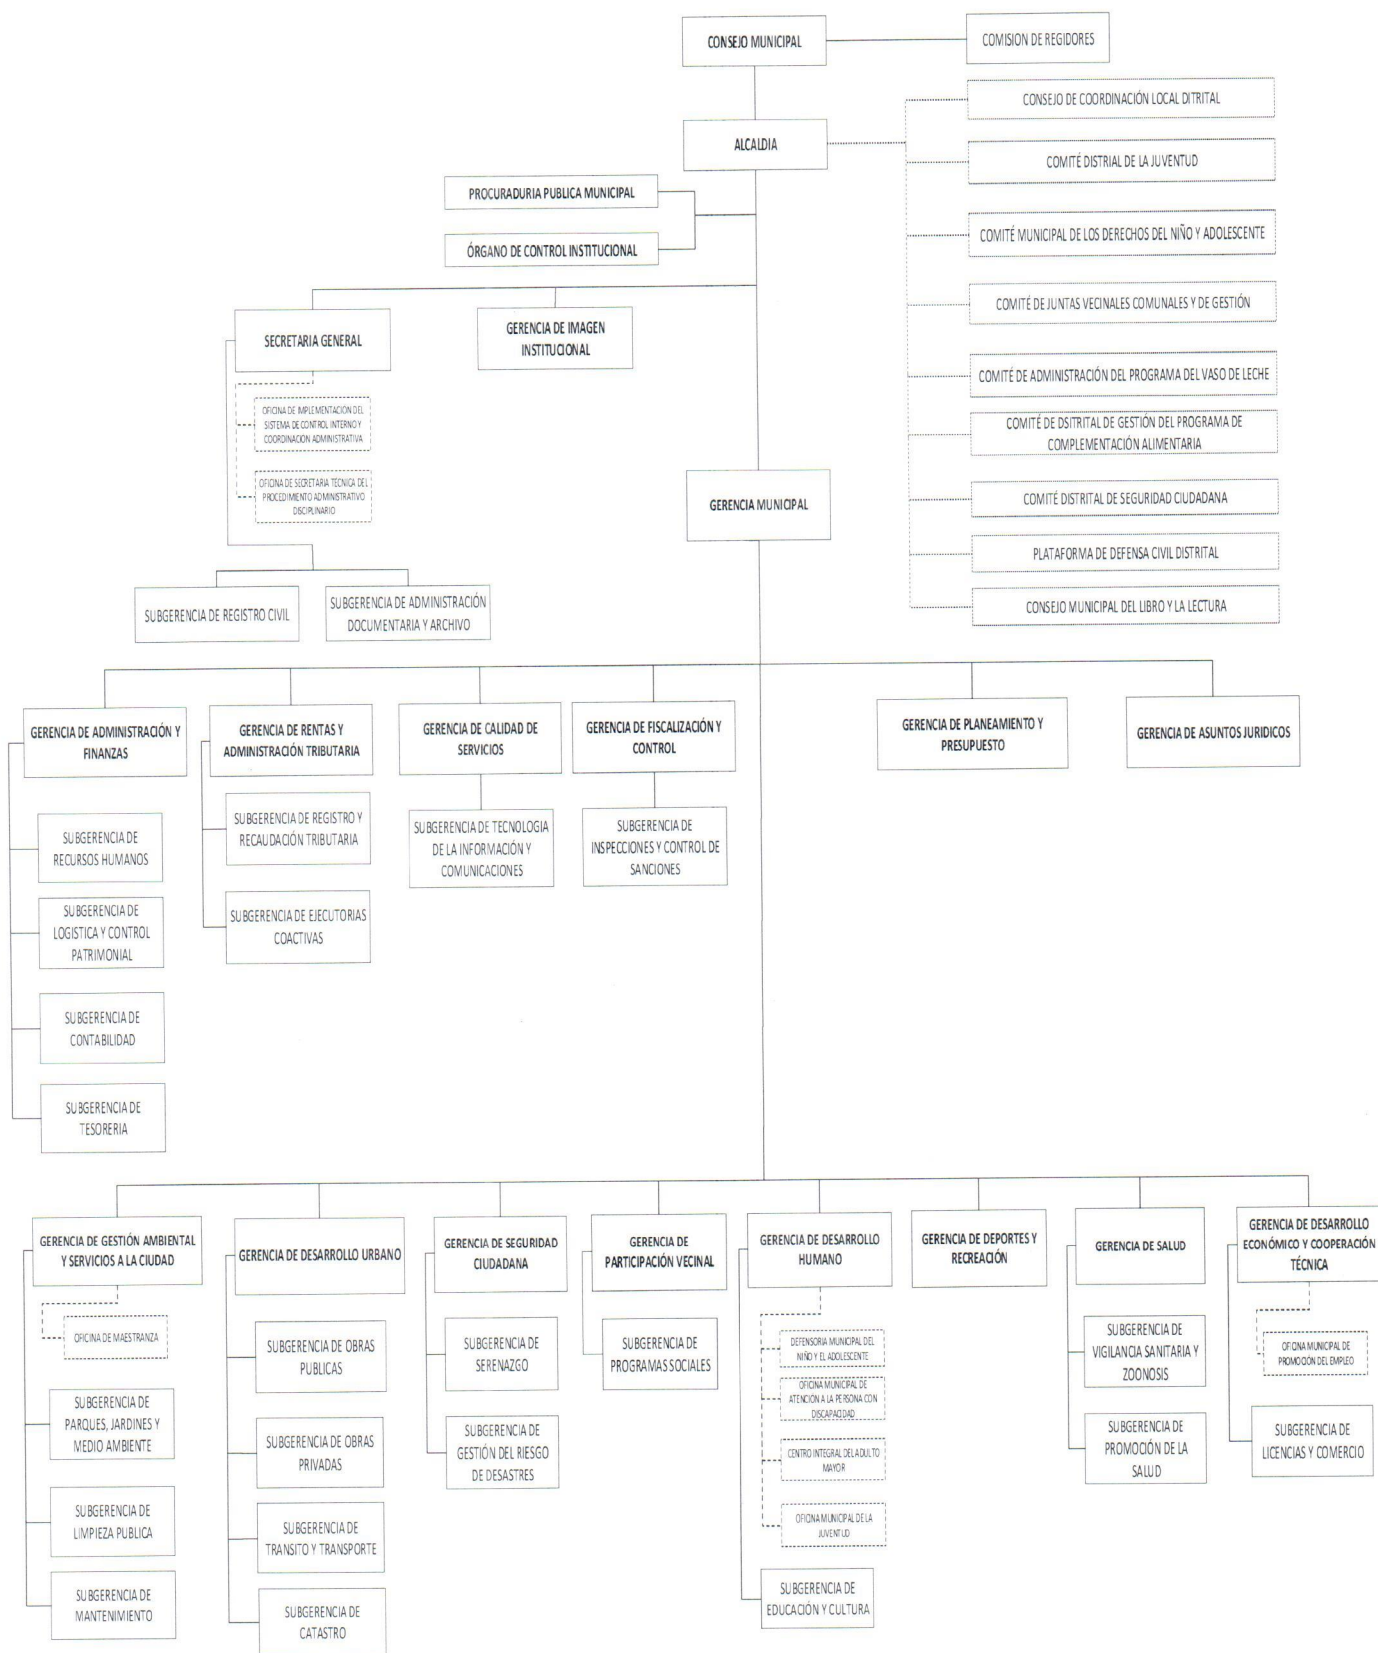 CONSEJO MUNICIPAL
COMISION DE REGIDORES
CONSEJO DE COORDINACIÓN LOCAL DITRITAL
ALCALDIA
COMITÉ DISTRIAL DE LA JUVENTUD
PROCURADURIA PUBLICA MUNICIPAL
COMITÉ MUNICIPAL DE LOS DERECHOS DEL NIÑO Y ADOLESCENTE
ÓRGANO DE CONTROL INSTITUCIONAL
COMITÉ DE JUNTAS VECINALES COMUNALES Y DE GESTIÓN
SECRETARIA GENERAL
GERENCIA DE IMAGEN
INSTITUCIONAL
COMITÉ DE ADMINISTRACIÓN DEL PROGRAMA DEL VASO DE LECHE
OFICINA DE IMPLEMENTACIÓN DEL
SISTEMA DE CONTROL INTERNO Y
COORDINACION ADMINISTRATIVA
COMITÉ DE DSITRITAL DE GESTIÓN DEL PROGRAMA DE
COMPLEMENTACIÓN ALIMENTARIA
OFICINA DE SECRETARIA TÉCNICA DEL
PROCEDIMIENTO ADMINISTRATIVO
DISCIPLINARIO
GERENCIA MUNICIPAL
COMITÉ DISTRITAL DE SEGURIDAD CIUDADANA
PLATAFORMA DE DEFENSA CIVIL DISTRITAL
CONSEJO MUNICIPAL DEL LIBRO Y LA LECTURA
SUBGERENCIA DE REGISTRO CIVIL
SUBGERENCIA DE ADMINISTRACIÓN
DOCUMENTARIA Y ARCHIVO
GERENCIA DE ADMINISTRACIÓN Y
FINANZAS
GERENCIA DE RENTAS Y
ADMINISTRACIÓN TRIBUTARIA
GERENCIA DE CALIDAD DE
SERVICIOS
GERENCIA DE FISCALIZACIÓN Y
CONTROL
GERENCIA DE PLANEAMIENTO Y
PRESUPUESTO
GERENCIA DE ASUNTOS JURIDICOS
SUBGERENCIA DE
RECURSOS HUMANOS
SUBGERENCIA DE REGISTRO Y
RECAUDACIÓN TRIBUTARIA
SUBGERENCIA DE TECNOLOGIA
DE LA INFORMACIÓN Y
COMUNICACIONES
SUBGERENCIA DE
INSPECCIONES Y CONTROL DE
SANCIONES
SUBGERENCIA DE
LOGISTICA Y CONTROL
PATRIMONIAL
SUBGERENCIA DE EJECUTORIAS
COACTIVAS
SUBGERENCIA DE
CONTABILIDAD
SUBGERENCIA DE
TESORERIA
GERENCIA DE GESTIÓN AMBIENTAL
Y SERVICIOS A LA CIUDAD
GERENCIA DE DESARROLLO URBANO
GERENCIA DE SEGURIDAD
CIUDADANA
GERENCIA DE
PARTICIPACIÓN VECINAL
GERENCIA DE DESARROLLO
HUMANO
GERENCIA DE DEPORTES Y
RECREACIÓN
GERENCIA DE SALUD
GERENCIA DE DESARROLLO
ECONÓMICO Y COOPERACIÓN
TÉCNICA
OFICINA DE MAESTRANZA
SUBGERENCIA DE OBRAS
PUBLICAS
SUBGERENCIA DE
SERENAZGO
SUBGERENCIA DE
PROGRAMAS SOCIALES
DEFENSORIA MUNICIPAL DEL
NIÑO Y EL ADOLESCENTE
SUBGERENCIA DE
VIGILANCIA SANITARIA Y
ZOONOSIS
OFICINA MUNICIPAL DE
PROMOCIÓN DEL EMPLEO
OFICINA MUNICIPAL DE
ATENCIÓN A LA PERSONA CON
DISCAPACIDAD
SUBGERENCIA DE
PARQUES, JARDINES Y
MEDIO AMBIENTE
SUBGERENCIA DE OBRAS
PRIVADAS
SUBGERENCIA DE
GESTIÓN DEL RIESGO
DE DESASTRES
CENTRO INTEGRAL DEL ADULTO
MAYOR
SUBGERENCIA DE
PROMOCIÓN DE LA
SALUD
SUBGERENCIA DE
LICENCIAS Y COMERCIO
SUBGERENCIA DE
LIMPIEZA PUBLICA
SUBGERENCIA DE
TRANSITO Y TRANSPORTE
OFICINA MUNICIPAL DE LA
JUVENTUD
SUBGERENCIA DE
MANTENIMIENTO
SUBGERENCIA DE
CATASTRO
SUBGERENCIA DE
EDUCACIÓN Y CULTURA